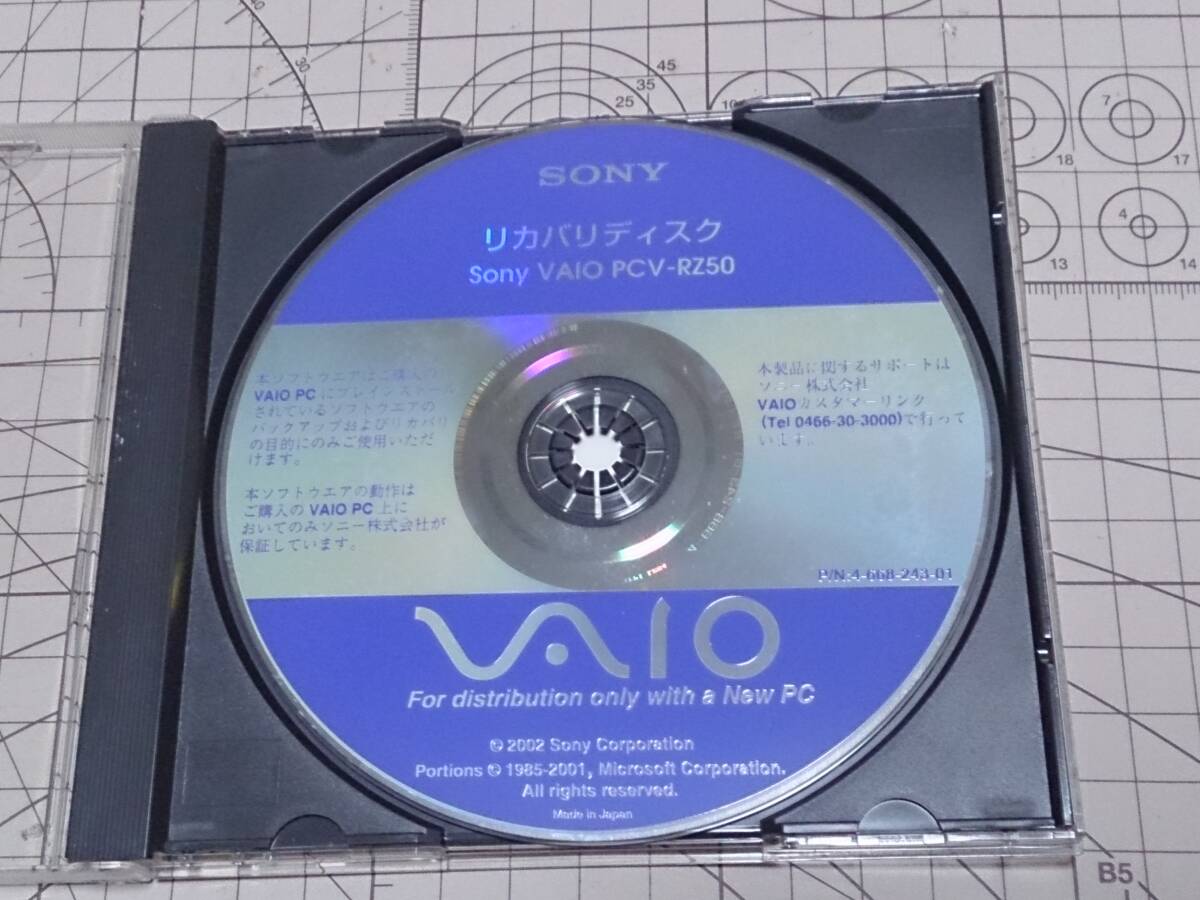 SONY
リカバリディスク
Sony VAIO PCV-RZ50
本ソフトウエアはご購入の
VAIO PC にプレインストール
されているソフトウエアの
バックアップおよびリカバリ
の目的にのみご使用いただ
けます。
本ソフトウエアの動作は
ご購入の VAIO PC 上に
おいてのみソニー株式会社が
保証しています。
本製品に関するサポートは
ソニー株式会社
VAIOカスタマーリンク
(Tel 0466-30-3000)で行って
います。
P/N:4-668-243-01
VAIO
For distribution only with a New PC
© 2002 Sony Corporation
Portions © 1985-2001, Microsoft Corporation.
All rights reserved.
Made in Japan
45
35
25
30
7
18
17
4
13
14
B5